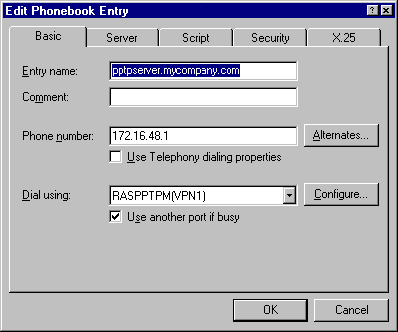 Edit Phonebook Entry
Basic Server Script Security X.25
Entry name: pptpserver.mycompany.com
Comment:
Phone number: 172.16.48.1 Alternates...
Use Telephony dialing properties
Dial using: RASPPTPM(VPN1) Configure...
Use another port if busy
OK Cancel